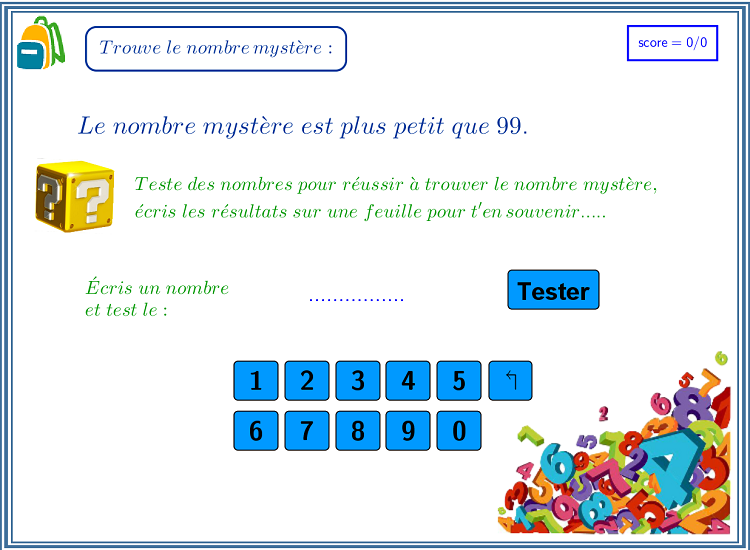 Trouve le nombre mystère :
score = 0/0
Le nombre mystère est plus petit que 99.
Teste des nombres pour réussir à trouver le nombre mystère,
écris les résultats sur une feuille pour t'en souvenir.....
Écris un nombre
et test le :
................
Tester
1 2 3 4 5 ↰
6 7 8 9 0